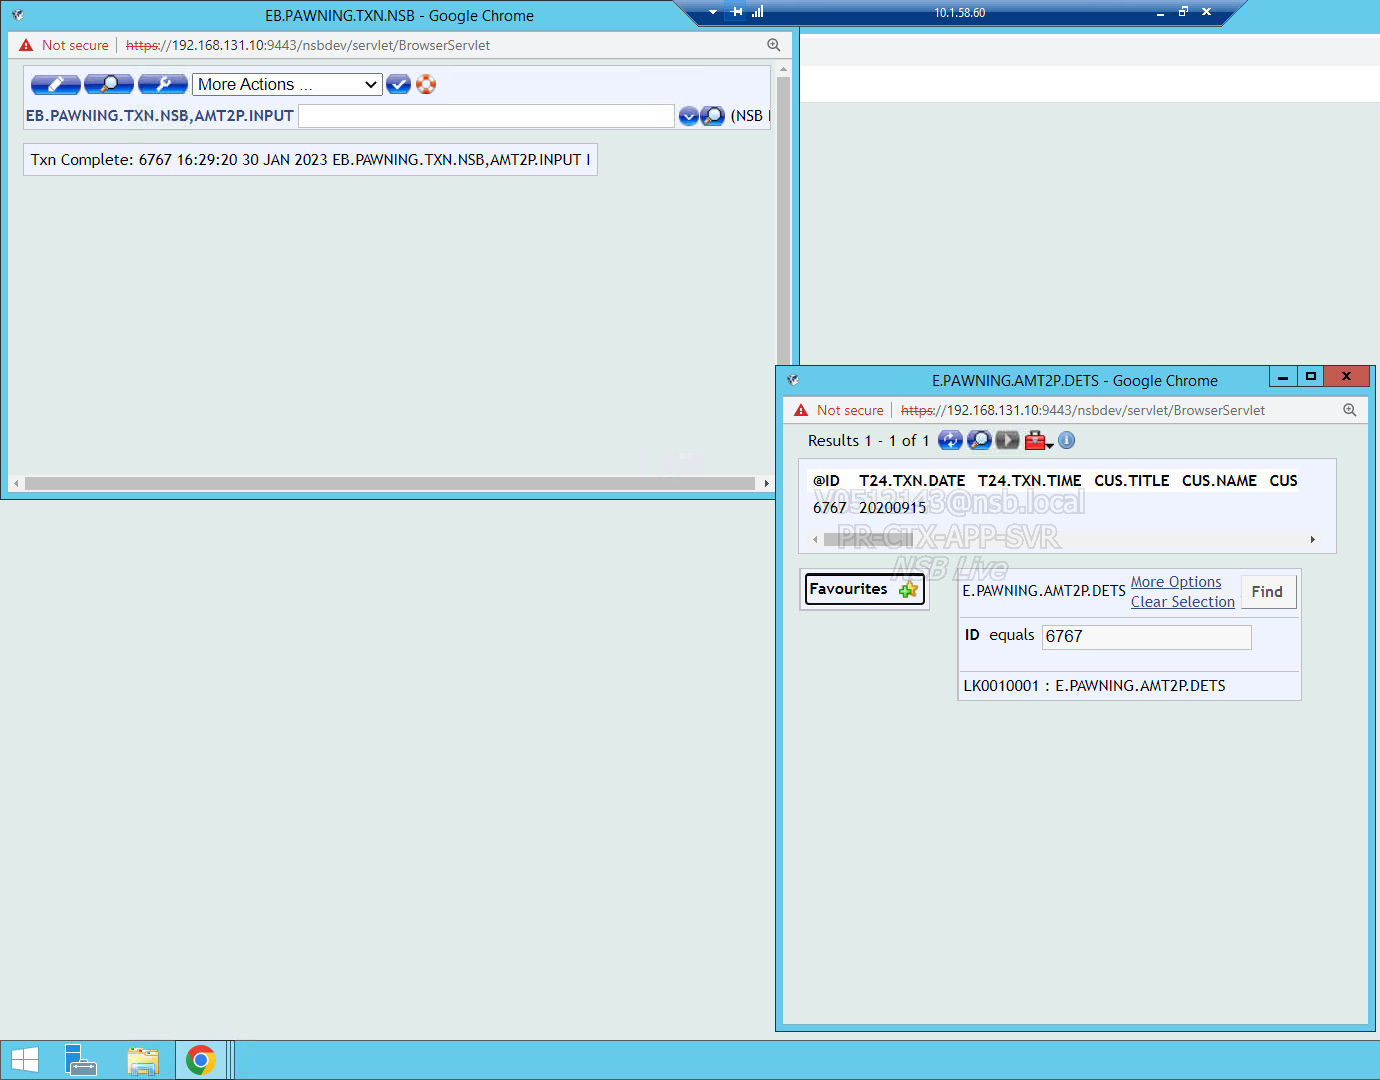 EB.PAWNING.TXN.NSB - Google Chrome
10.1.58.60
Not secure https://192.168.131.10:9443/nsbdev/servlet/BrowserServlet
More Actions ...
EB.PAWNING.TXN.NSB,AMT2P.INPUT (NSB
Txn Complete: 6767 16:29:20 30 JAN 2023 EB.PAWNING.TXN.NSB,AMT2P.INPUT I
E.PAWNING.AMT2P.DETS - Google Chrome
Not secure https://192.168.131.10:9443/nsbdev/servlet/BrowserServlet
Results 1 - 1 of 1
@ID T24.TXN.DATE T24.TXN.TIME CUS.TITLE CUS.NAME CUS
6767 20200915
V0512143@nsb.local
PR-CTX-APP-SVR
NSB Live
Favourites
E.PAWNING.AMT2P.DETS More Options Find
Clear Selection
ID equals 6767
LK0010001 : E.PAWNING.AMT2P.DETS